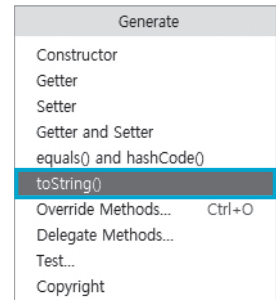 Generate
Constructor
Getter
Setter
Getter and Setter
equals() and hashCode()
toString()
Override Methods... Ctrl+O
Delegate Methods...
Test...
Copyright